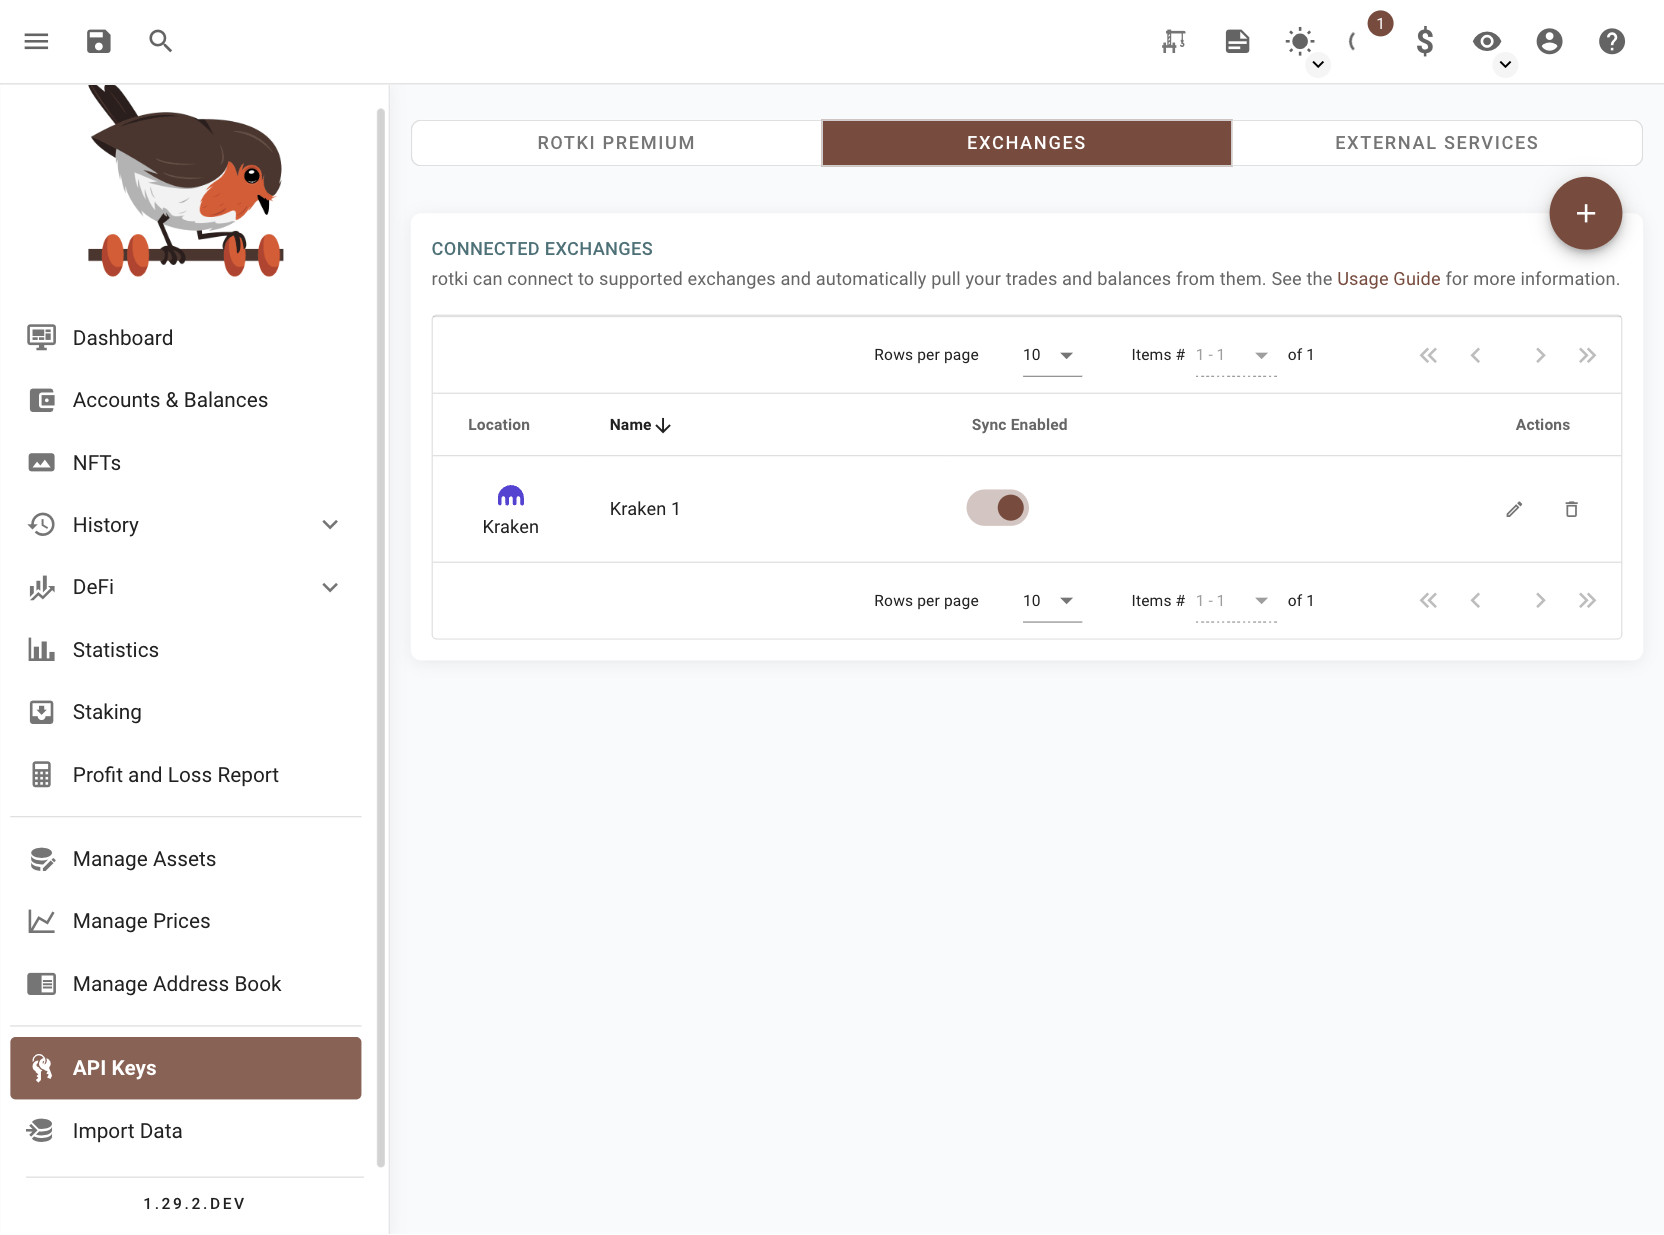 1
ROTKI PREMIUM
EXCHANGES
EXTERNAL SERVICES
CONNECTED EXCHANGES
rotki can connect to supported exchanges and automatically pull your trades and balances from them. See the Usage Guide for more information.
Rows per page 10 Items # 1 - 1 of 1
Location Name Sync Enabled Actions
Kraken
Kraken 1
Rows per page 10 Items # 1 - 1 of 1
Dashboard
Accounts & Balances
NFTs
History
DeFi
Statistics
Staking
Profit and Loss Report
Manage Assets
Manage Prices
Manage Address Book
API Keys
Import Data
1.29.2.DEV